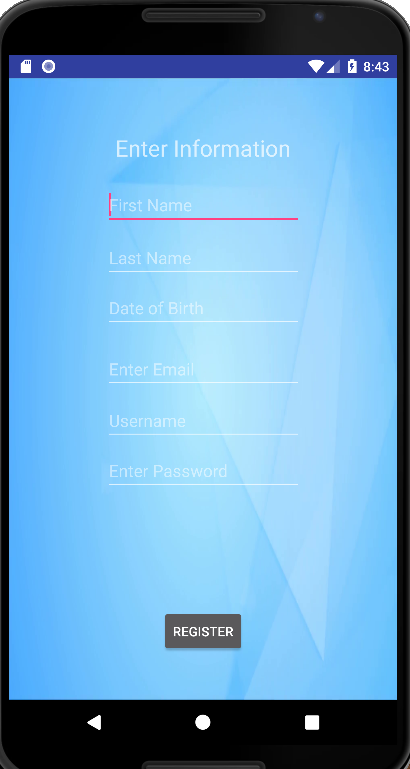 8:43
Enter Information
First Name
Last Name
Date of Birth
Enter Email
Username
Enter Password
REGISTER